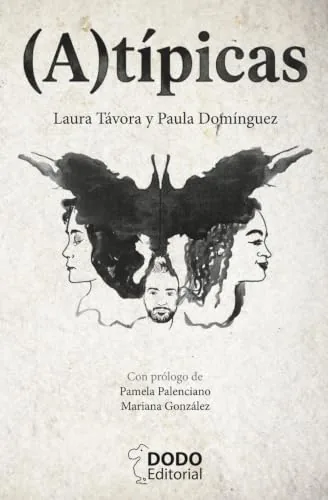 (A)típicas
Laura Távora y Paula Domínguez
Con prólogo de
Pamela Palenciano
Mariana González
DODO
Editorial